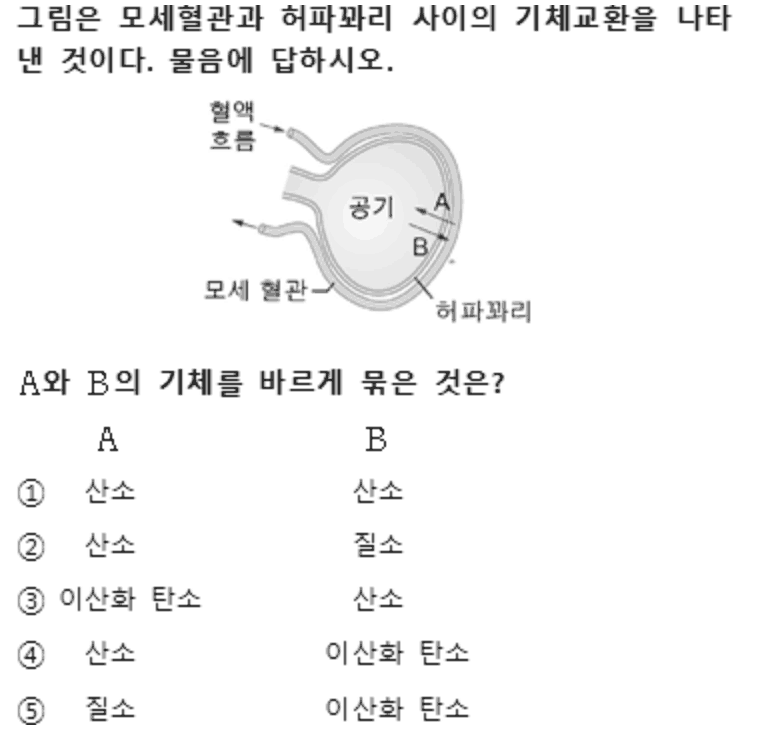 그림은 모세혈관과 허파꽈리 사이의 기체교환을 나타
낸 것이다. 물음에 답하시오.
혈액
흐름
공기
A
B
모세 혈관
허파꽈리
A와 B의 기체를 바르게 묶은 것은?
A B
① 산소 산소
② 산소 질소
③ 이산화 탄소 산소
④ 산소 이산화 탄소
⑤ 질소 이산화 탄소